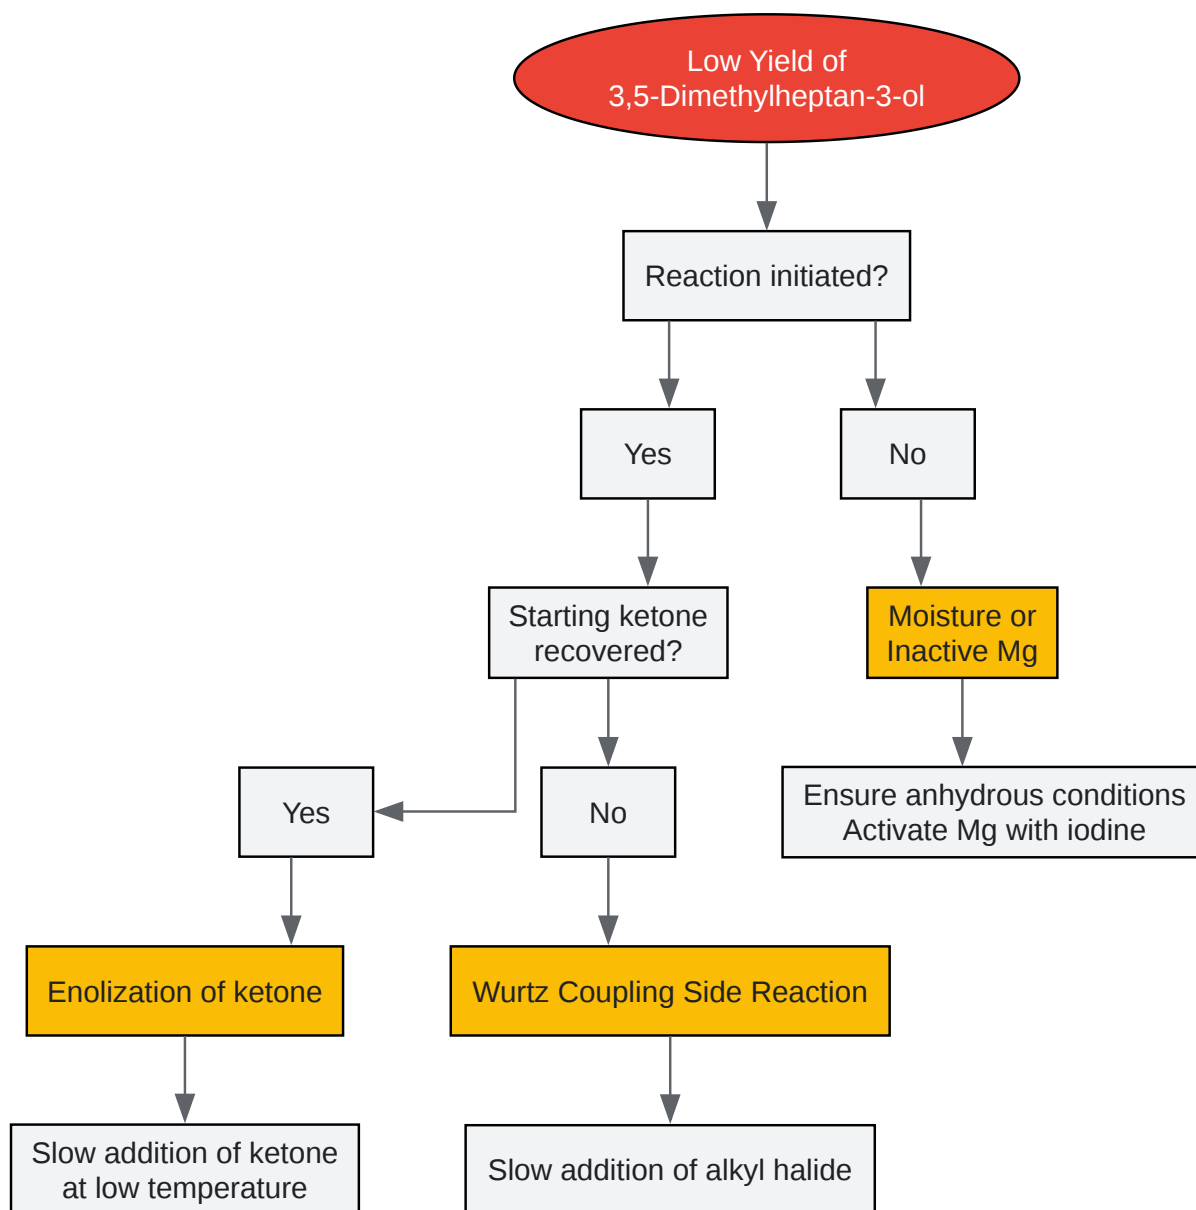 Low Yield of
3,5-Dimethylheptan-3-ol
Reaction initiated?
Yes
No
Starting ketone
recovered?
Moisture or
Inactive Mg
Yes
No
Ensure anhydrous conditions
Activate Mg with iodine
Enolization of ketone
Wurtz Coupling Side Reaction
Slow addition of ketone
at low temperature
Slow addition of alkyl halide